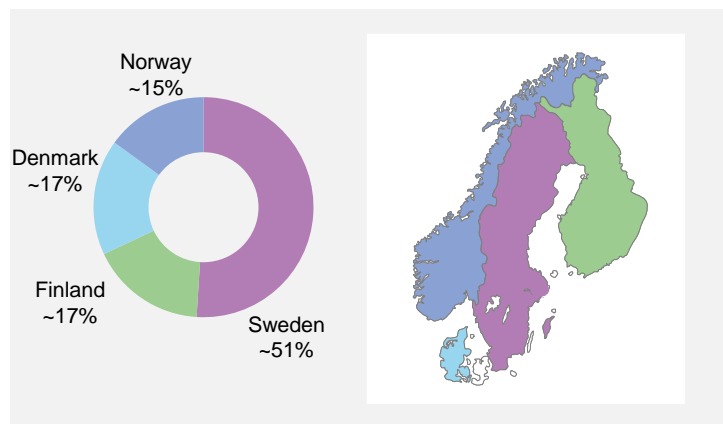 Norway
~15%
Denmark
~17%
Finland
~17%
Sweden
~51%